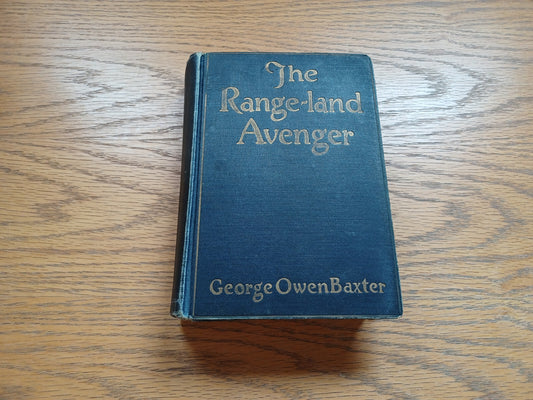 The
Range-land
Avenger
George Owen Baxter